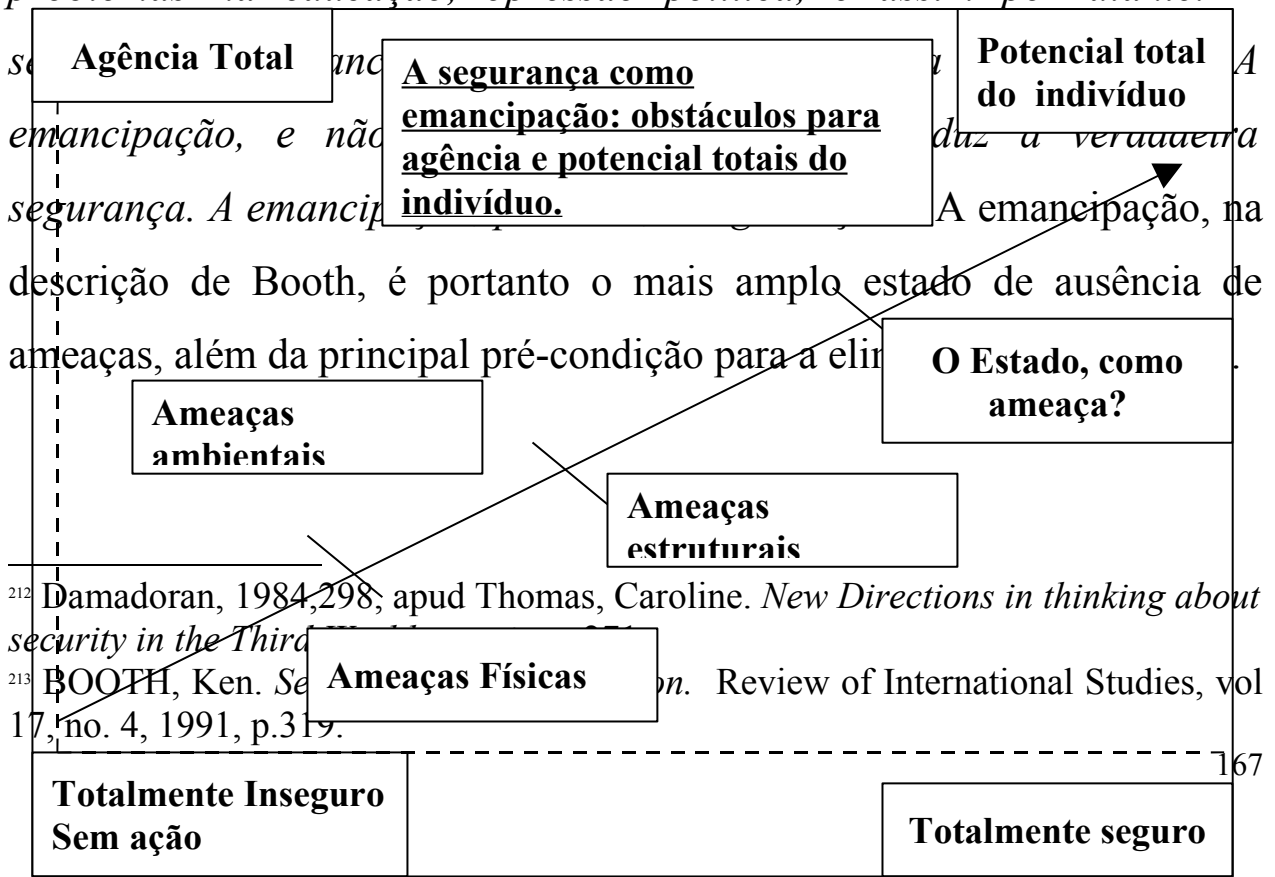 Agência Total
A segurança como
emancipação: obstáculos para
agência e potencial totais do
indivíduo.
Potencial total
do indivíduo
A
emancipação, e não verdadeira
segurança. A A emancipação, na
descrição de Booth, é portanto o mais amplo estado de ausência de
ameaças, além da principal pré-condição para a
O Estado, como
ameaça?
Ameaças
ambientais
Ameaças
estruturais
212 Damadoran, 1984,298, apud Thomas, Caroline. New Directions in thinking about
security in the Third
Ameaças Físicas
213 BOOTH, Ken. Review of International Studies, vol
17, no. 4, 1991, p.319.
167
Totalmente Inseguro
Sem ação
Totalmente seguro